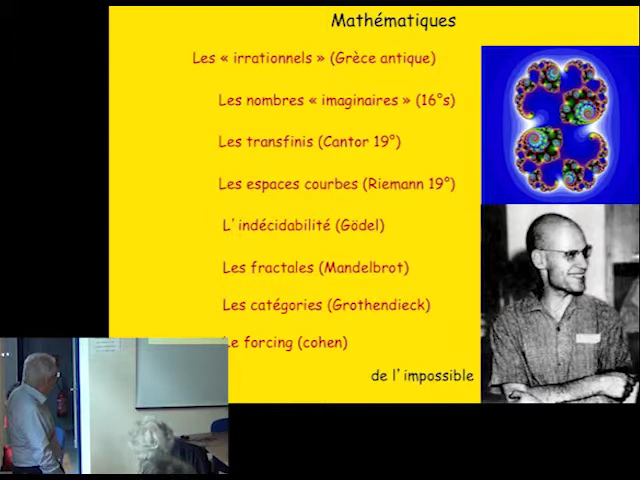 Mathématiques
Les « irrationnels » (Grèce antique)
Les nombres « imaginaires » (16°s)
Les transfinis (Cantor 19°)
Les espaces courbes (Riemann 19°)
L'indécidabilité (Gödel)
Les fractales (Mandelbrot)
Les catégories (Grothendieck)
Le forcing (cohen)
de l'impossible